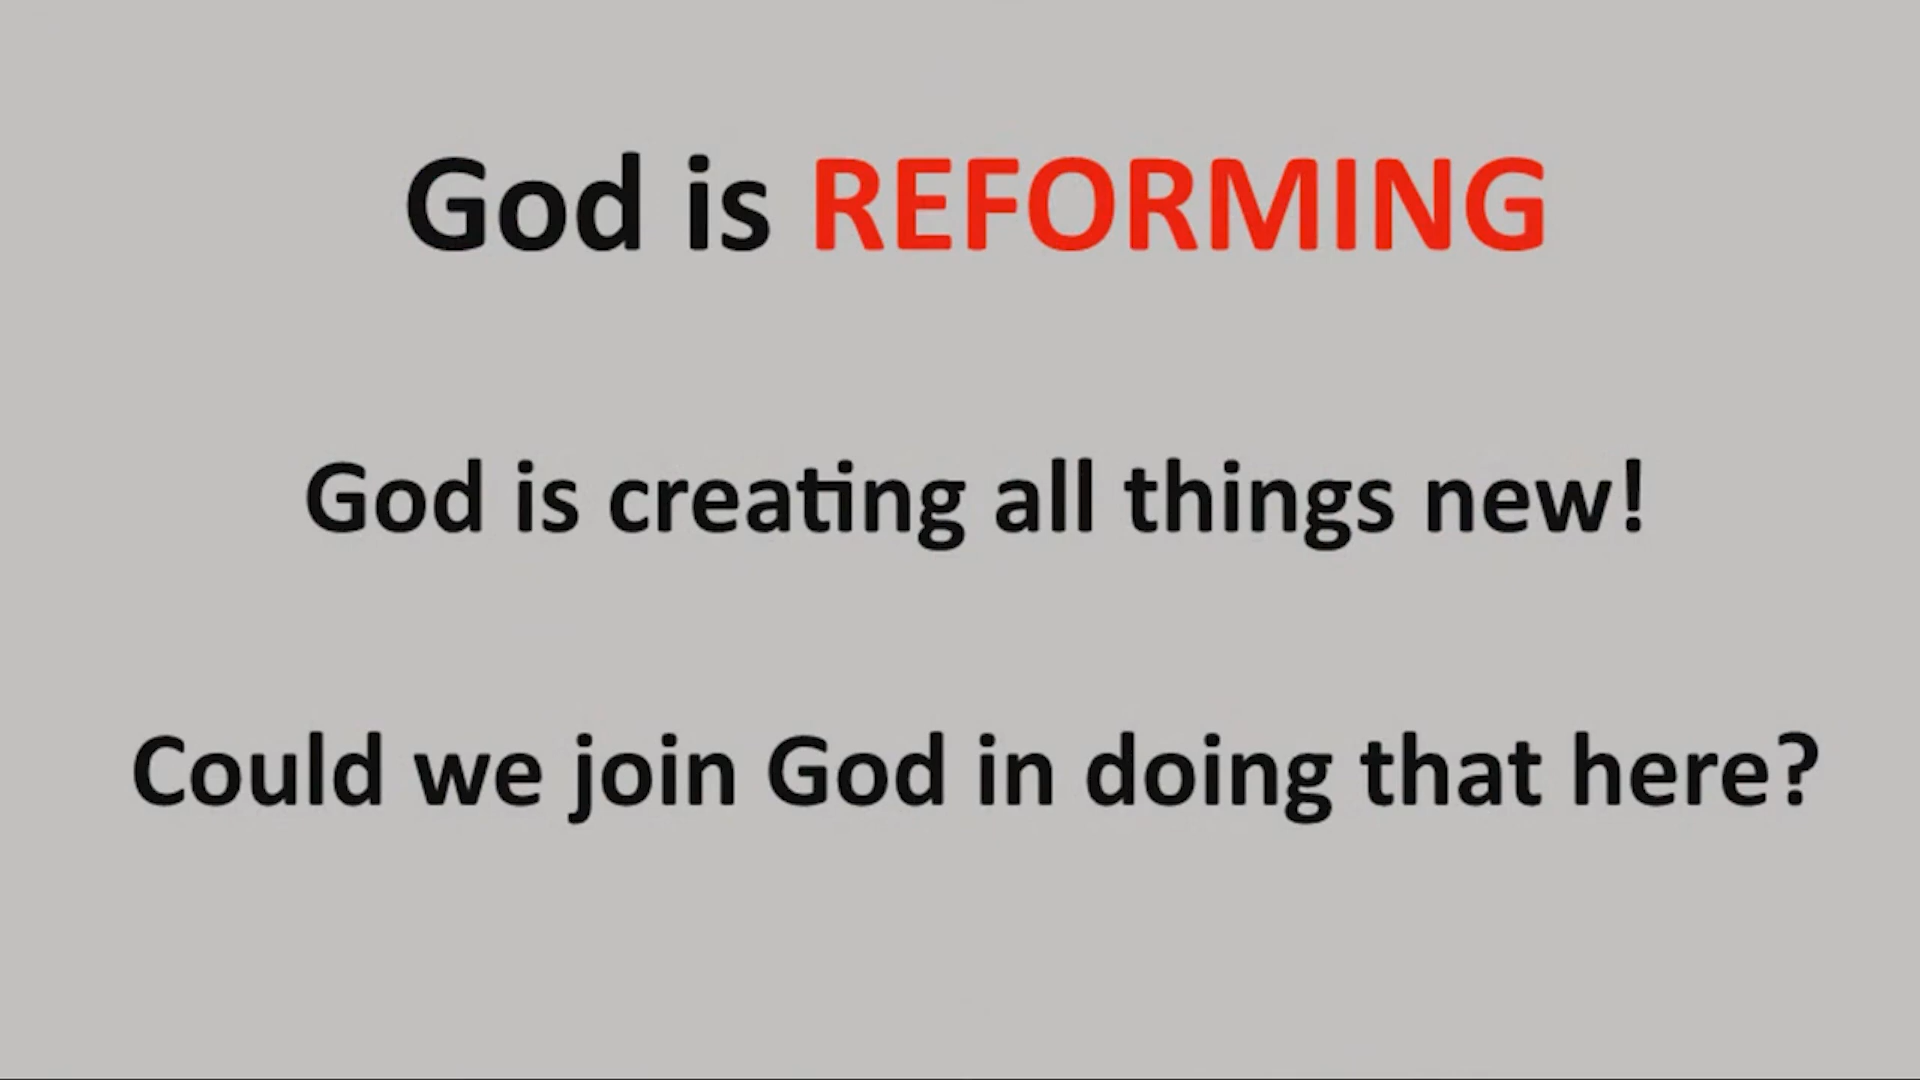 God is REFORMING
God is creating all things new!
Could we join God in doing that here?